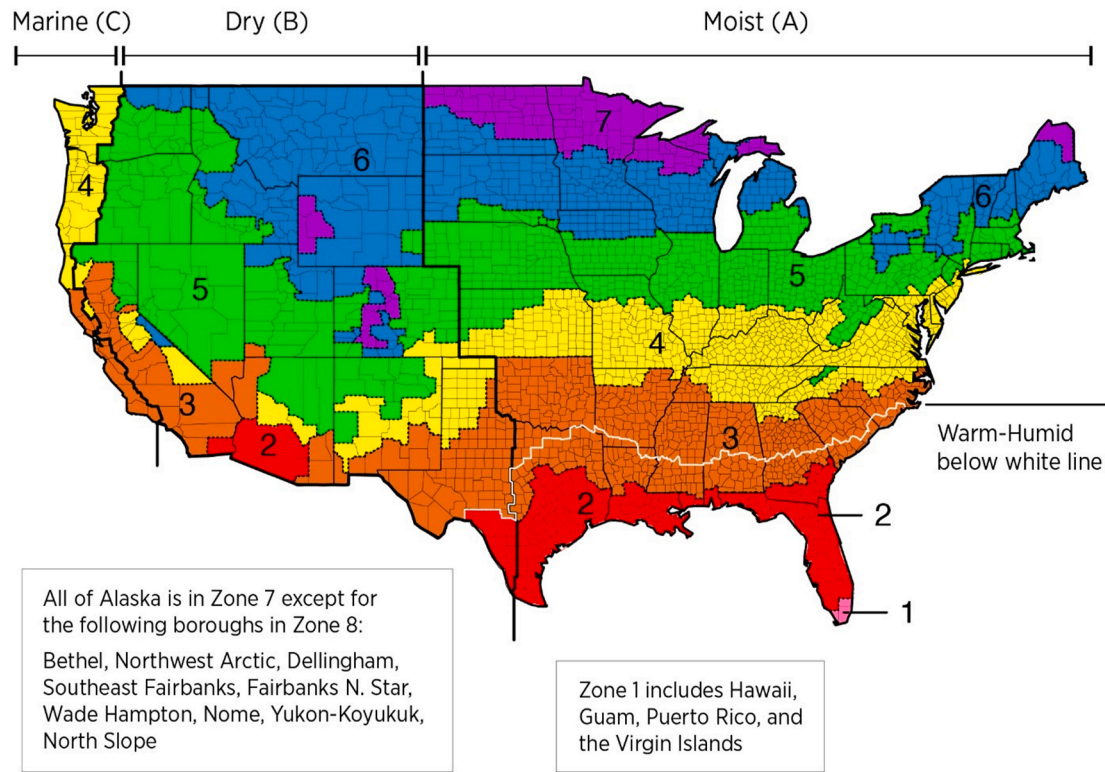 Marine (C)
Dry (B)
Moist (A)
7
6
4
6
5
5
4
3
3
2
2
Warm-Humid
below white line
2
1
All of Alaska is in Zone 7 except for
the following boroughs in Zone 8:
Bethel, Northwest Arctic, Dellingham,
Southeast Fairbanks, Fairbanks N. Star,
Wade Hampton, Nome, Yukon-Koyukuk,
North Slope
Zone 1 includes Hawaii,
Guam, Puerto Rico, and
the Virgin Islands